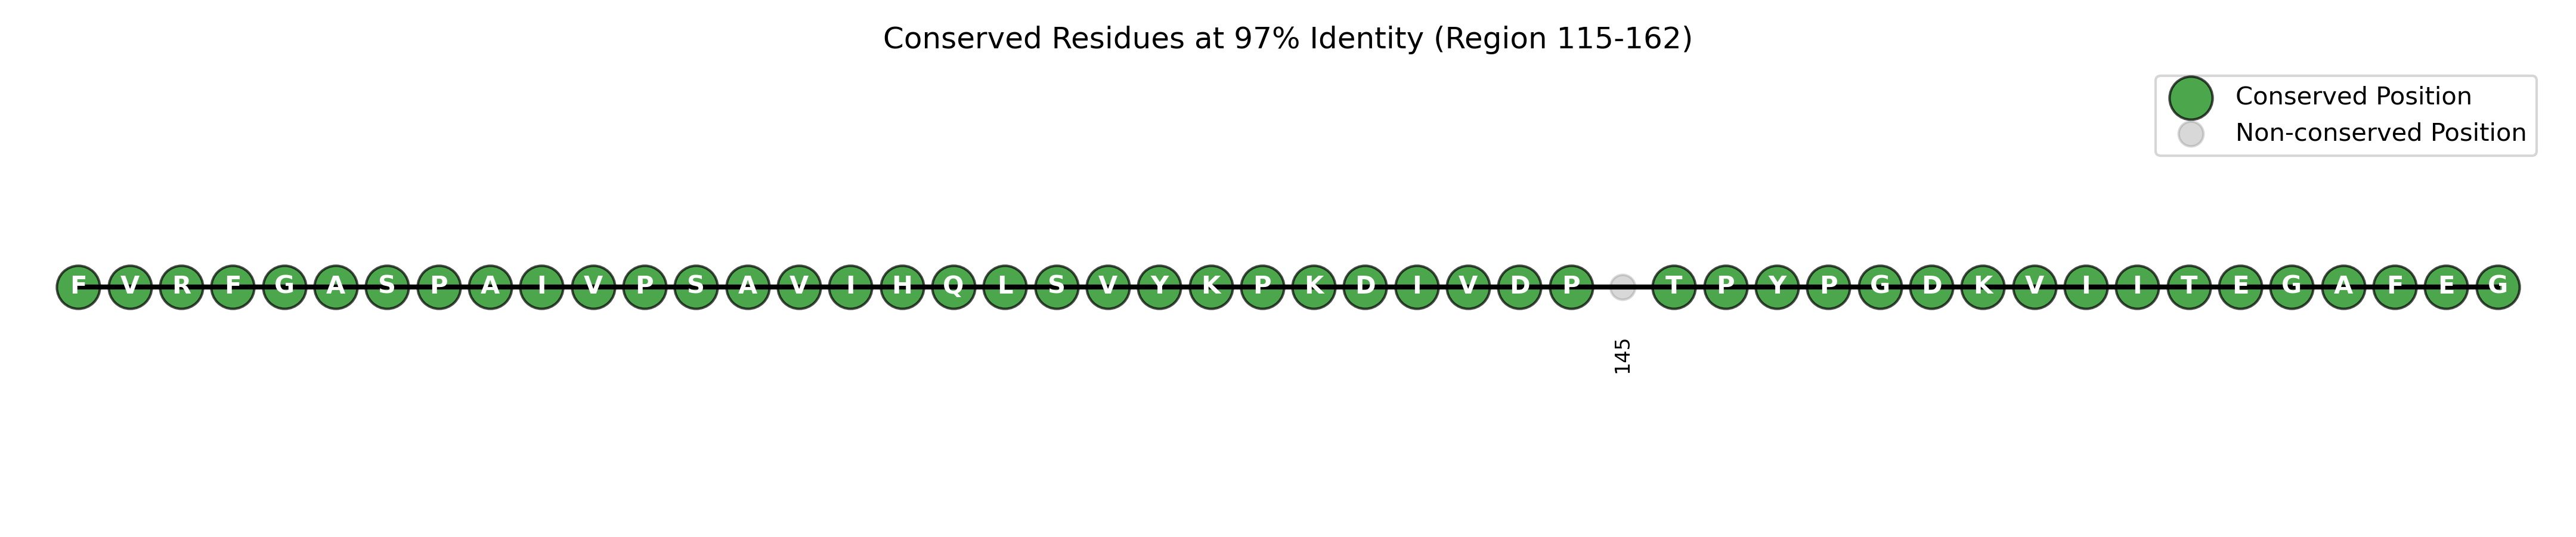 Conserved Residues at 97% Identity (Region 115-162)
Conserved Position
Non-conserved Position
F V R F G A S P A I V P S A V I H Q L S V Y K P K D I V D P T P Y P G D K V I I T E G A F E G
145